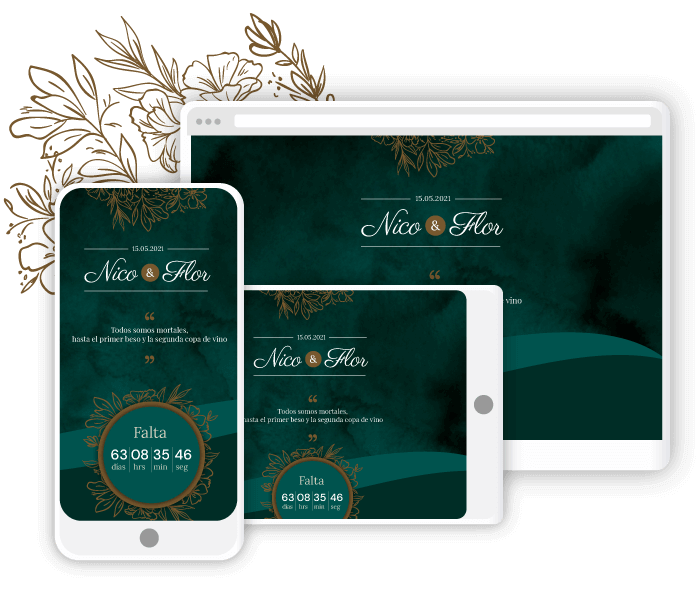 15.05.2021
Nico & Flor
“
Todos somos mortales,
hasta el primer beso y la segunda copa de vino
”
Falta
63 08 35 46
días hrs min seg
15.05.2021
Nico & Flor
“
Todos somos mortales,
hasta el primer beso y la segunda copa de vino
”
Falta
63 08 35 46
días hrs min seg
15.05.2021
Nico & Flor
“
vino